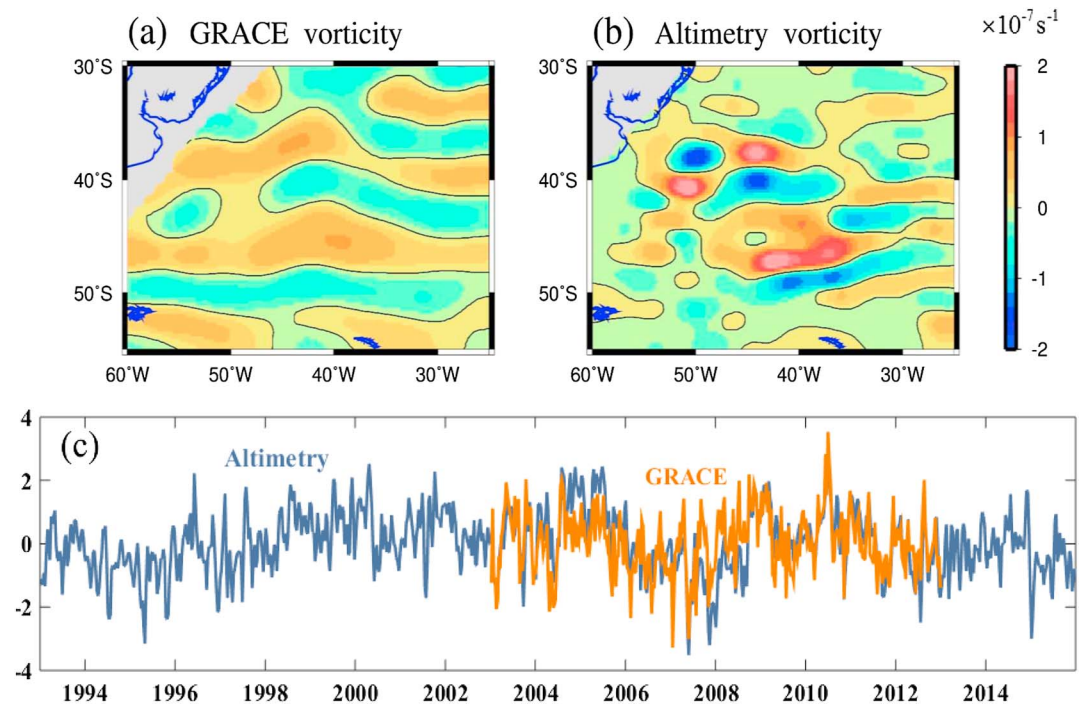 (a) GRACE vorticity
(b) Altimetry vorticity
×10⁻⁷s⁻¹
30°S
40°S
50°S
60°W 50°W 40°W 30°W
30°S
40°S
50°S
60°W 50°W 40°W 30°W
2
1
0
-1
-2
(c)
Altimetry
GRACE
4
2
0
-2
-4
1994 1996 1998 2000 2002 2004 2006 2008 2010 2012 2014